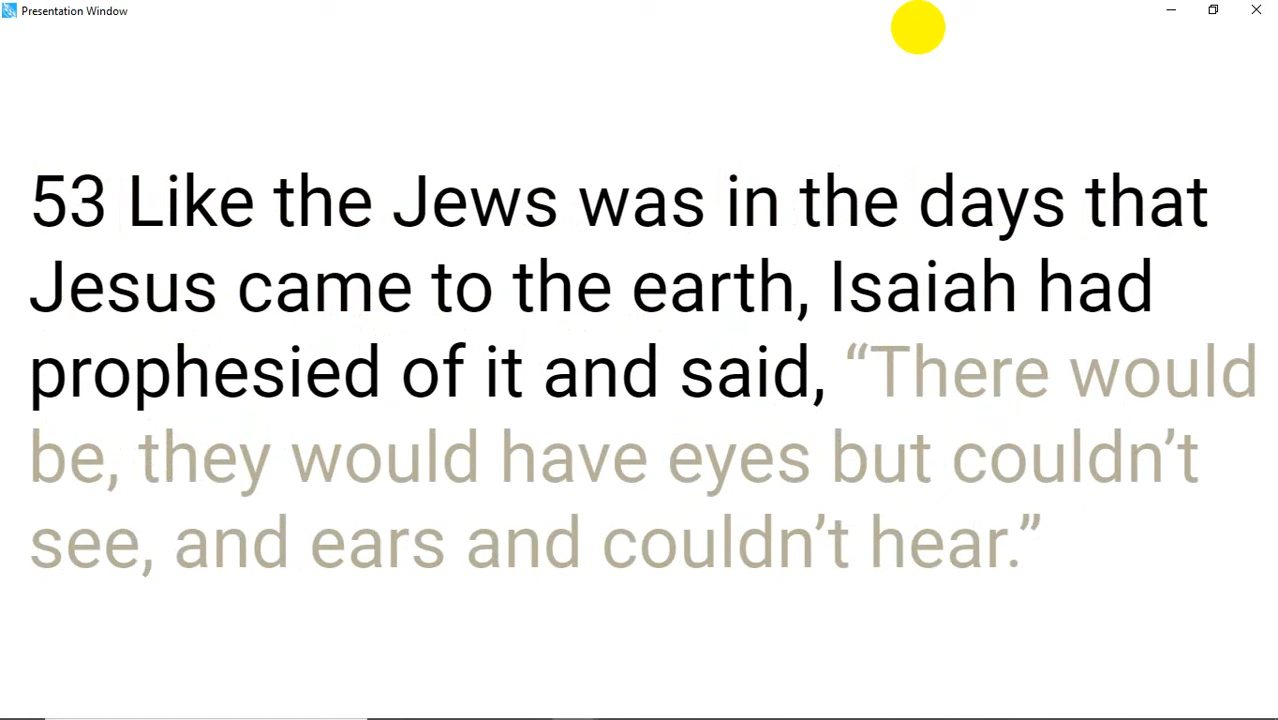 Presentation Window
53 Like the Jews was in the days that
Jesus came to the earth, Isaiah had
prophesied of it and said, “There would
be, they would have eyes but couldn’t
see, and ears and couldn’t hear.”